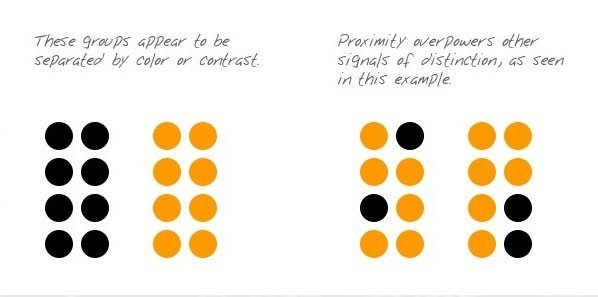 These groups appear to be
separated by color or contrast.
Proximity overpowers other
signals of distinction, as seen
in this example.